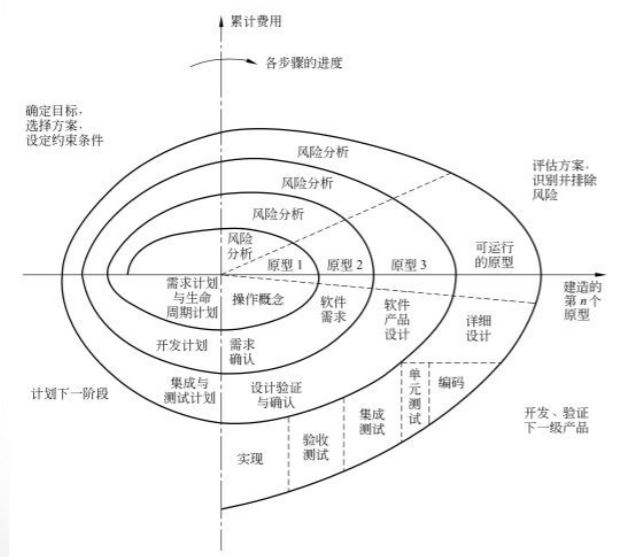 累计费用
各步骤的进度
确定目标，
选择方案，
设定约束条件
风险分析
风险分析
风险分析
风险
分析
评估方案，
识别并排除
风险
原型 1
原型 2
原型 3
可运行
的原型
建造的
第 n 个
原型
需求计划
与生命
周期计划
操作概念
软件
需求
软件
产品
设计
详细
设计
开发计划
需求
确认
集成与
测试计划
设计验证
与确认
单
元
测
试
编码
计划下一阶段
集成
测试
验收
测试
实现
开发、验证
下一级产品